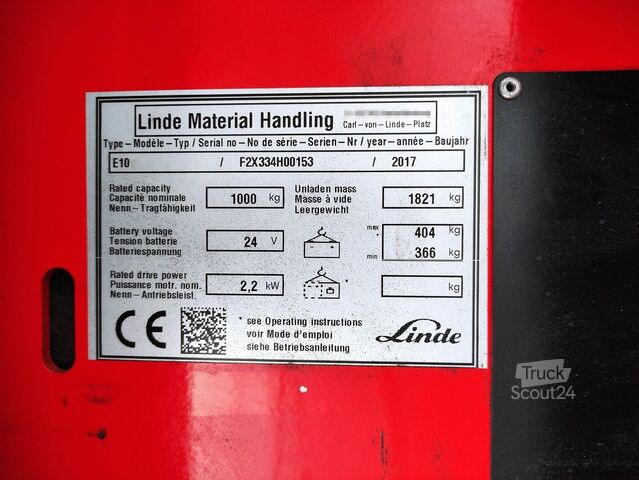 Linde Material Handling
Carl-von-Linde-Platz
Type-Modèle-Typ / Serial no-No de série-Serien-Nr / year-année-Baujahr
E10 / F2X334H00153 / 2017
Rated capacity
Capacité nominale
Nenn-Tragfähigkeit
1000 kg
Unladen mass
Masse à vide
Leergewicht
1821 kg
Battery voltage
Tension batterie
Batteriespannung
24 V
max 404 kg
* min 366 kg
Rated drive power
Puissance motr. nom.
Nenn-Antriebsleist.
2,2 kW
kg
CE
* see Operating instructions
voir Mode d'emploi
siehe Betriebsanleitung
Linde
Truck
Scout24